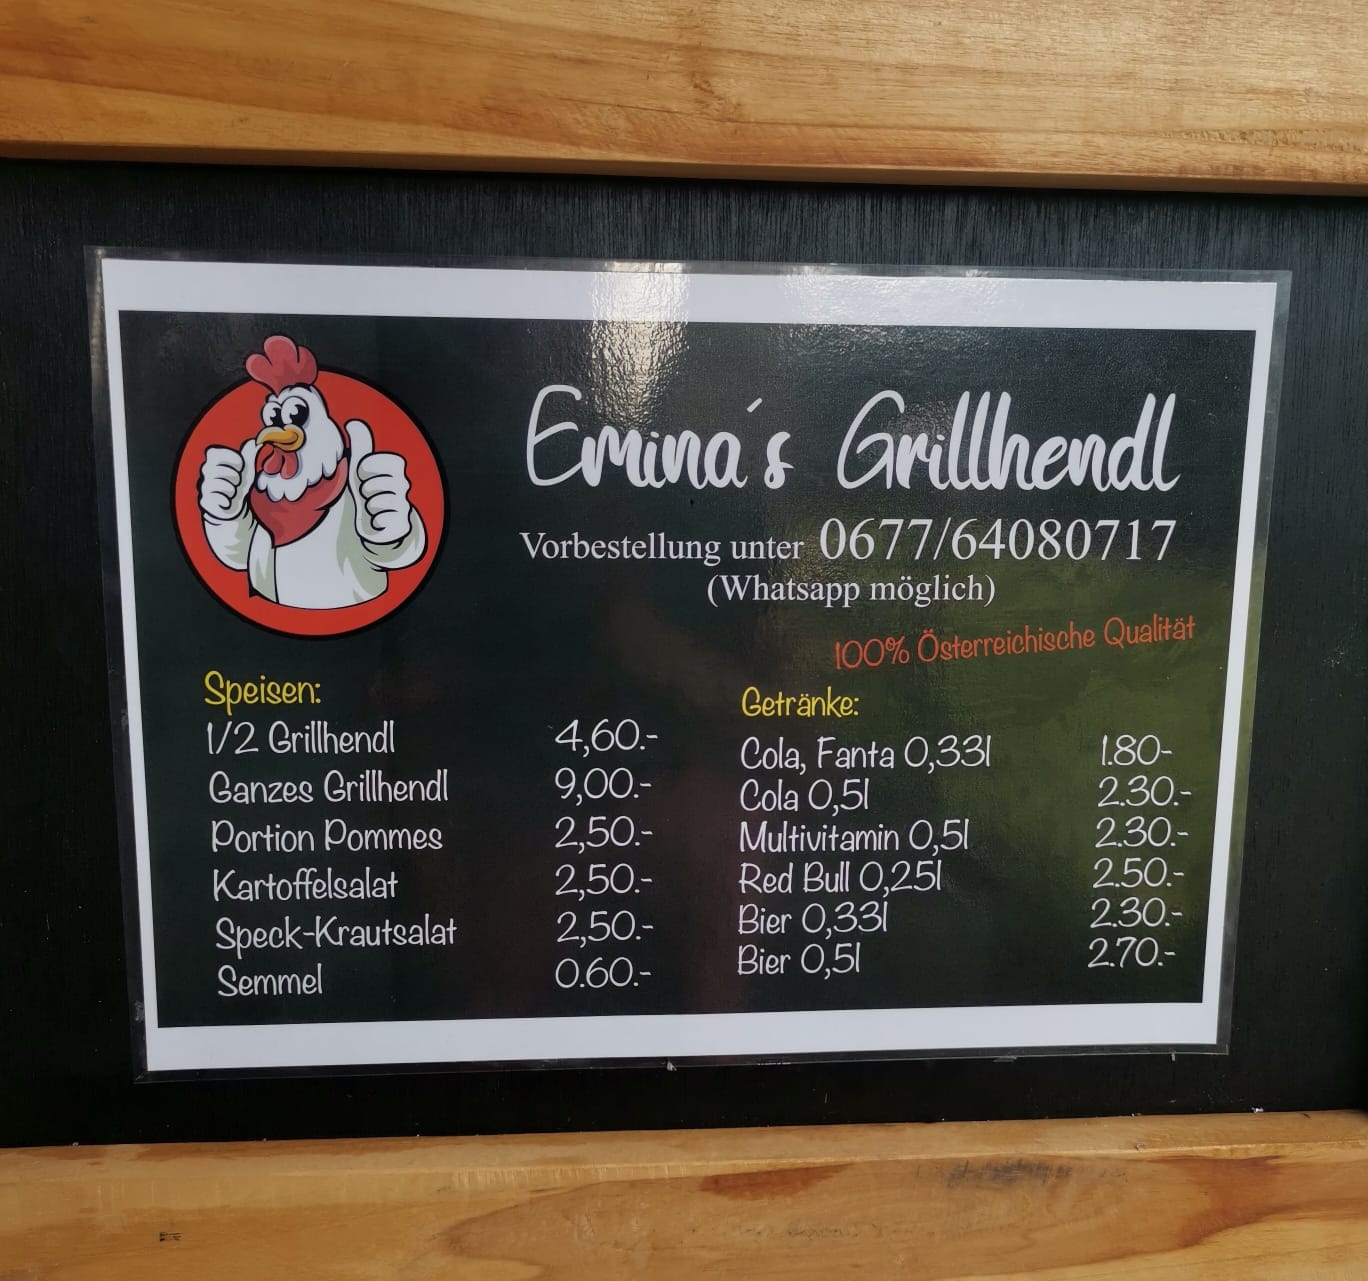 Emina´s Grillhendl
Vorbestellung unter 0677/64080717
(Whatsapp möglich)
100% Österreichische Qualität
Speisen:
1/2 Grillhendl 4,60.-
Ganzes Grillhendl 9,00.-
Portion Pommes 2,50.-
Kartoffelsalat 2,50.-
Speck-Krautsalat 2,50.-
Semmel 0.60.-
Getränke:
Cola, Fanta 0,33l 1.80-
Cola 0,5l 2.30.-
Multivitamin 0,5l 2.30.-
Red Bull 0,25l 2.50.-
Bier 0,33l 2.30.-
Bier 0,5l 2.70.-